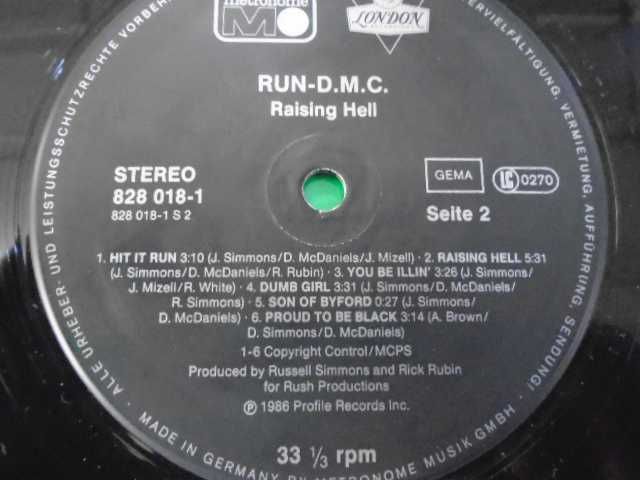 metronome
M
LONDON
RUN-D.M.C.
Raising Hell
STEREO
828 018-1
828 018-1 S 2
GEMA
LC 0270
Seite 2
1. HIT IT RUN 3:10 (J. Simmons/D. McDaniels/J. Mizell) • 2. RAISING HELL 5:31
(J. Simmons/D. McDaniels/R. Rubin) • 3. YOU BE ILLIN' 3:26 (J. Simmons/
J. Mizell/R. White) • 4. DUMB GIRL 3:31 (J. Simmons/D. McDaniels/
R. Simmons) • 5. SON OF BYFORD 0:27 (J. Simmons/
D. McDaniels) • 6. PROUD TO BE BLACK 3:14 (A. Brown/
D. Simmons/D. McDaniels)
1-6 Copyright Control/MCPS
Produced by Russell Simmons and Rick Rubin
for Rush Productions
℗ 1986 Profile Records Inc.
33 ⅓ rpm
ALLE URHEBER UND LEISTUNGSSCHUTZRECHTE VORBEH
VERVIELFÄLTIGUNG, VERMIETUNG, AUFFÜHRUNG, SENDUNG!
MADE IN GERMANY BY METRONOME MUSIK GMBH